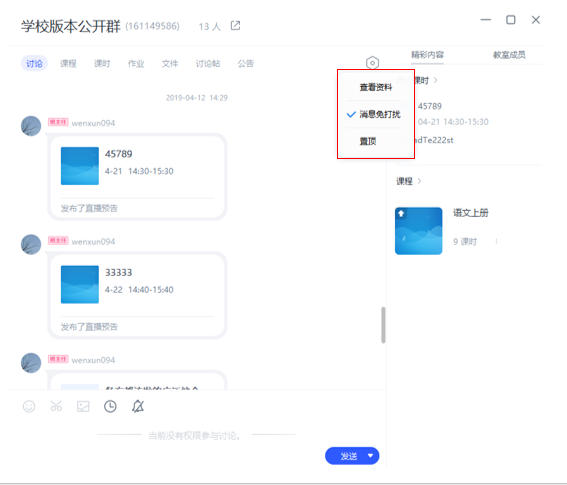 学校版本公开群 (161149586) 13 人
讨论 课程 课时 作业 文件 讨论帖 公告
精彩内容 教室成员
2019-04-12 14:29
查看资料
消息免打扰
置顶
课时
45789
04-21 14:30-15:30
dTe222st
课程
语文上册
9 课时
班主任 wenxun094
45789
4-21 14:30-15:30
发布了直播预告
班主任 wenxun094
33333
4-22 14:40-15:40
发布了直播预告
班主任 wenxun094
当前没有权限参与讨论。
发送